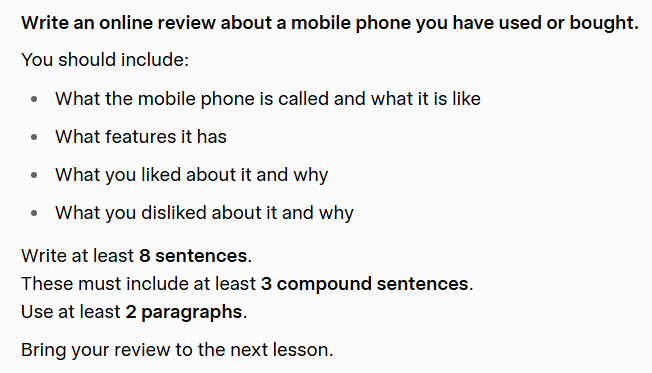 Write an online review about a mobile phone you have used or bought.
You should include:
• What the mobile phone is called and what it is like
• What features it has
• What you liked about it and why
• What you disliked about it and why
Write at least 8 sentences.
These must include at least 3 compound sentences.
Use at least 2 paragraphs.
Bring your review to the next lesson.